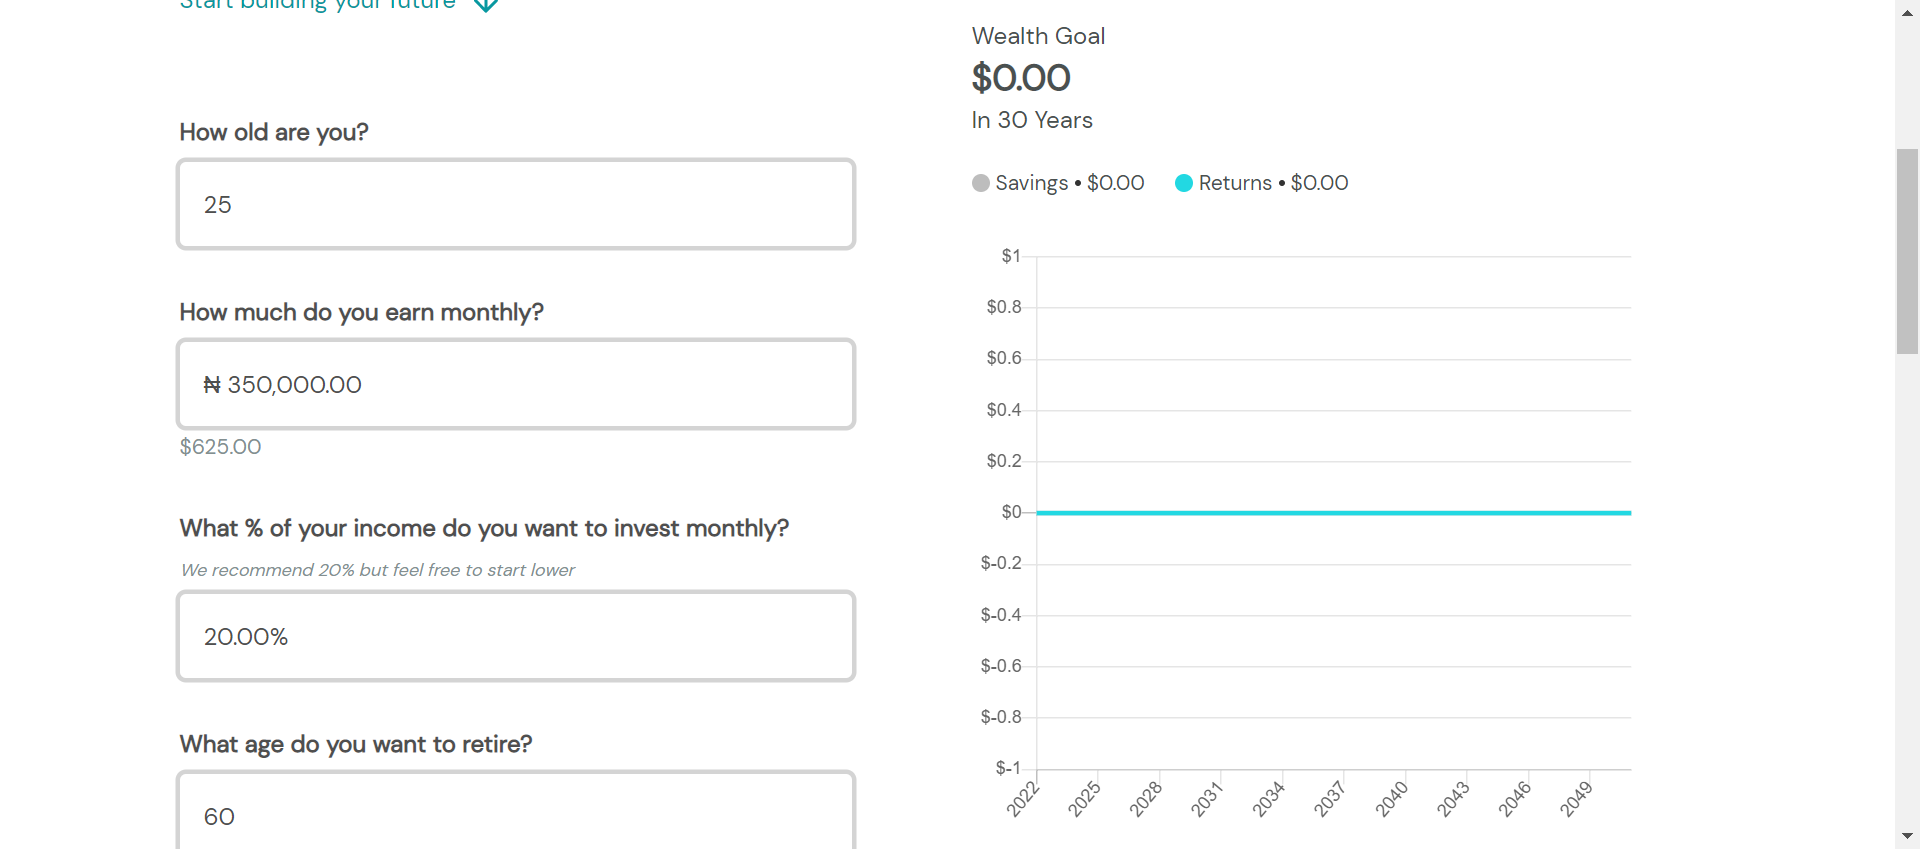 Start building your future
How old are you?
25
How much do you earn monthly?
₦ 350,000.00
$625.00
What % of your income do you want to invest monthly?
We recommend 20% but feel free to start lower
20.00%
What age do you want to retire?
60
Wealth Goal
$0.00
In 30 Years
Savings • $0.00 Returns • $0.00
$1
$0.8
$0.6
$0.4
$0.2
$0
$-0.2
$-0.4
$-0.6
$-0.8
$-1
2022 2025 2028 2031 2034 2037 2040 2043 2046 2049